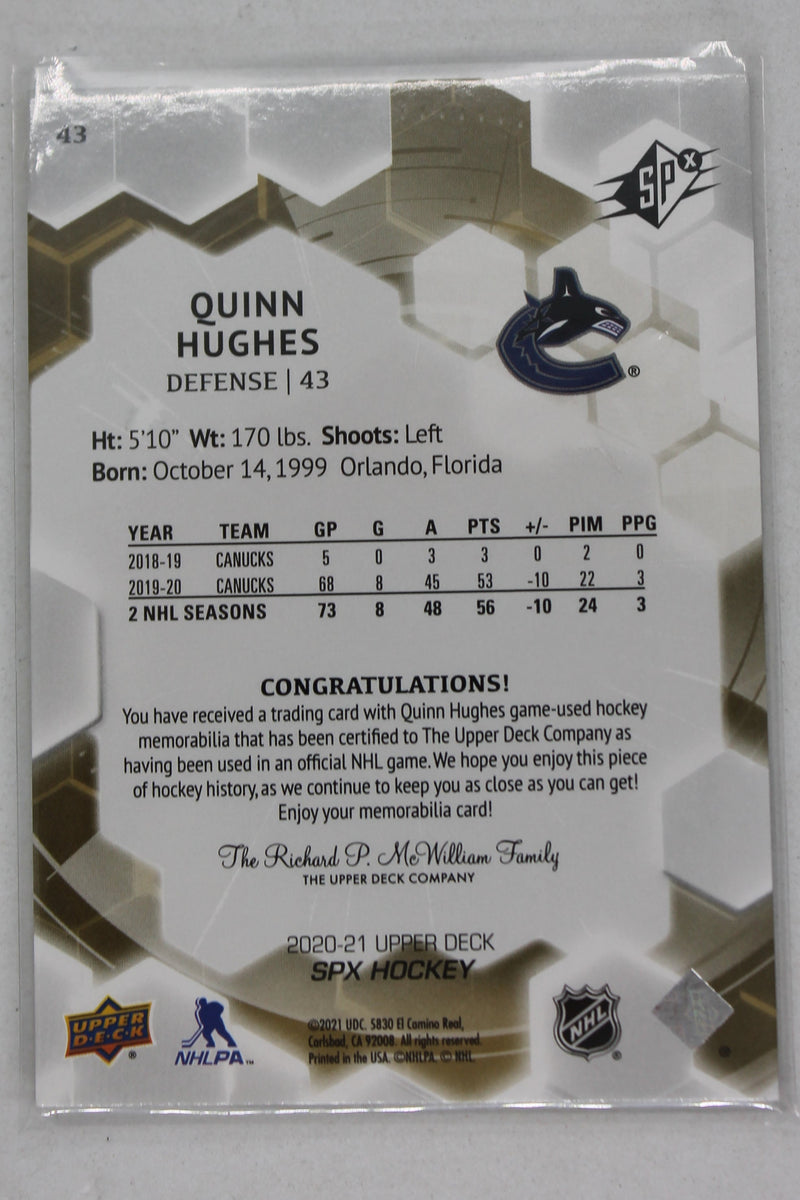 43
SPX
QUINN
HUGHES
DEFENSE | 43
®
Ht: 5'10" Wt: 170 lbs. Shoots: Left
Born: October 14, 1999 Orlando, Florida
YEAR TEAM GP G A PTS +/- PIM PPG
2018-19 CANUCKS 5 0 3 3 0 2 0
2019-20 CANUCKS 68 8 45 53 -10 22 3
2 NHL SEASONS 73 8 48 56 -10 24 3
CONGRATULATIONS!
You have received a trading card with Quinn Hughes game-used hockey
memorabilia that has been certified to The Upper Deck Company as
having been used in an official NHL game. We hope you enjoy this piece
of hockey history, as we continue to keep you as close as you can get!
Enjoy your memorabilia card!
The Richard P. McWilliam Family
THE UPPER DECK COMPANY
2020-21 UPPER DECK
SPX HOCKEY
UPPER
D·E·C·K ®
NHLPA™
©2021 UDC. 5830 El Camino Real,
Carlsbad, CA 92008. All rights reserved.
Printed in the USA. ©NHLPA. © NHL
NHL ®